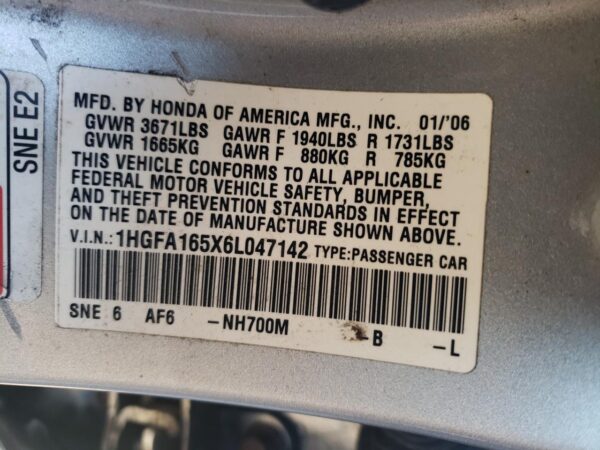 MFD. BY HONDA OF AMERICA MFG., INC. 01/'06
GVWR 3671LBS GAWR F 1940LBS R 1731LBS
GVWR 1665KG GAWR F 880KG R 785KG
THIS VEHICLE CONFORMS TO ALL APPLICABLE
FEDERAL MOTOR VEHICLE SAFETY, BUMPER,
AND THEFT PREVENTION STANDARDS IN EFFECT
ON THE DATE OF MANUFACTURE SHOWN ABOVE.
V.I.N.: 1HGFA165X6L047142 TYPE:PASSENGER CAR
SNE 6 AF6 -NH700M -B -L
SNE E2